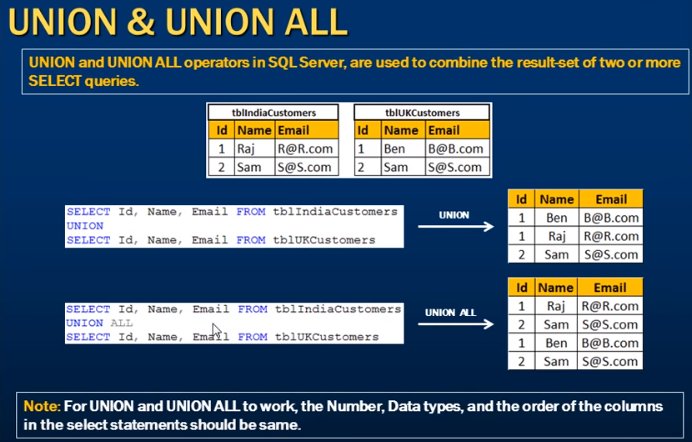 UNION & UNION ALL
UNION and UNION ALL operators in SQL Server, are used to combine the result-set of two or more
SELECT queries.
tblIndiaCustomers
Id Name Email
1 Raj R@R.com
2 Sam S@S.com
tblUKCustomers
Id Name Email
1 Ben B@B.com
2 Sam S@S.com
SELECT Id, Name, Email FROM tblIndiaCustomers
UNION
SELECT Id, Name, Email FROM tblUKCustomers
UNION
Id Name Email
1 Ben B@B.com
1 Raj R@R.com
2 Sam S@S.com
SELECT Id, Name, Email FROM tblIndiaCustomers
UNION ALL
SELECT Id, Name, Email FROM tblUKCustomers
UNION ALL
Id Name Email
1 Raj R@R.com
2 Sam S@S.com
1 Ben B@B.com
2 Sam S@S.com
Note: For UNION and UNION ALL to work, the Number, Data types, and the order of the columns
in the select statements should be same.